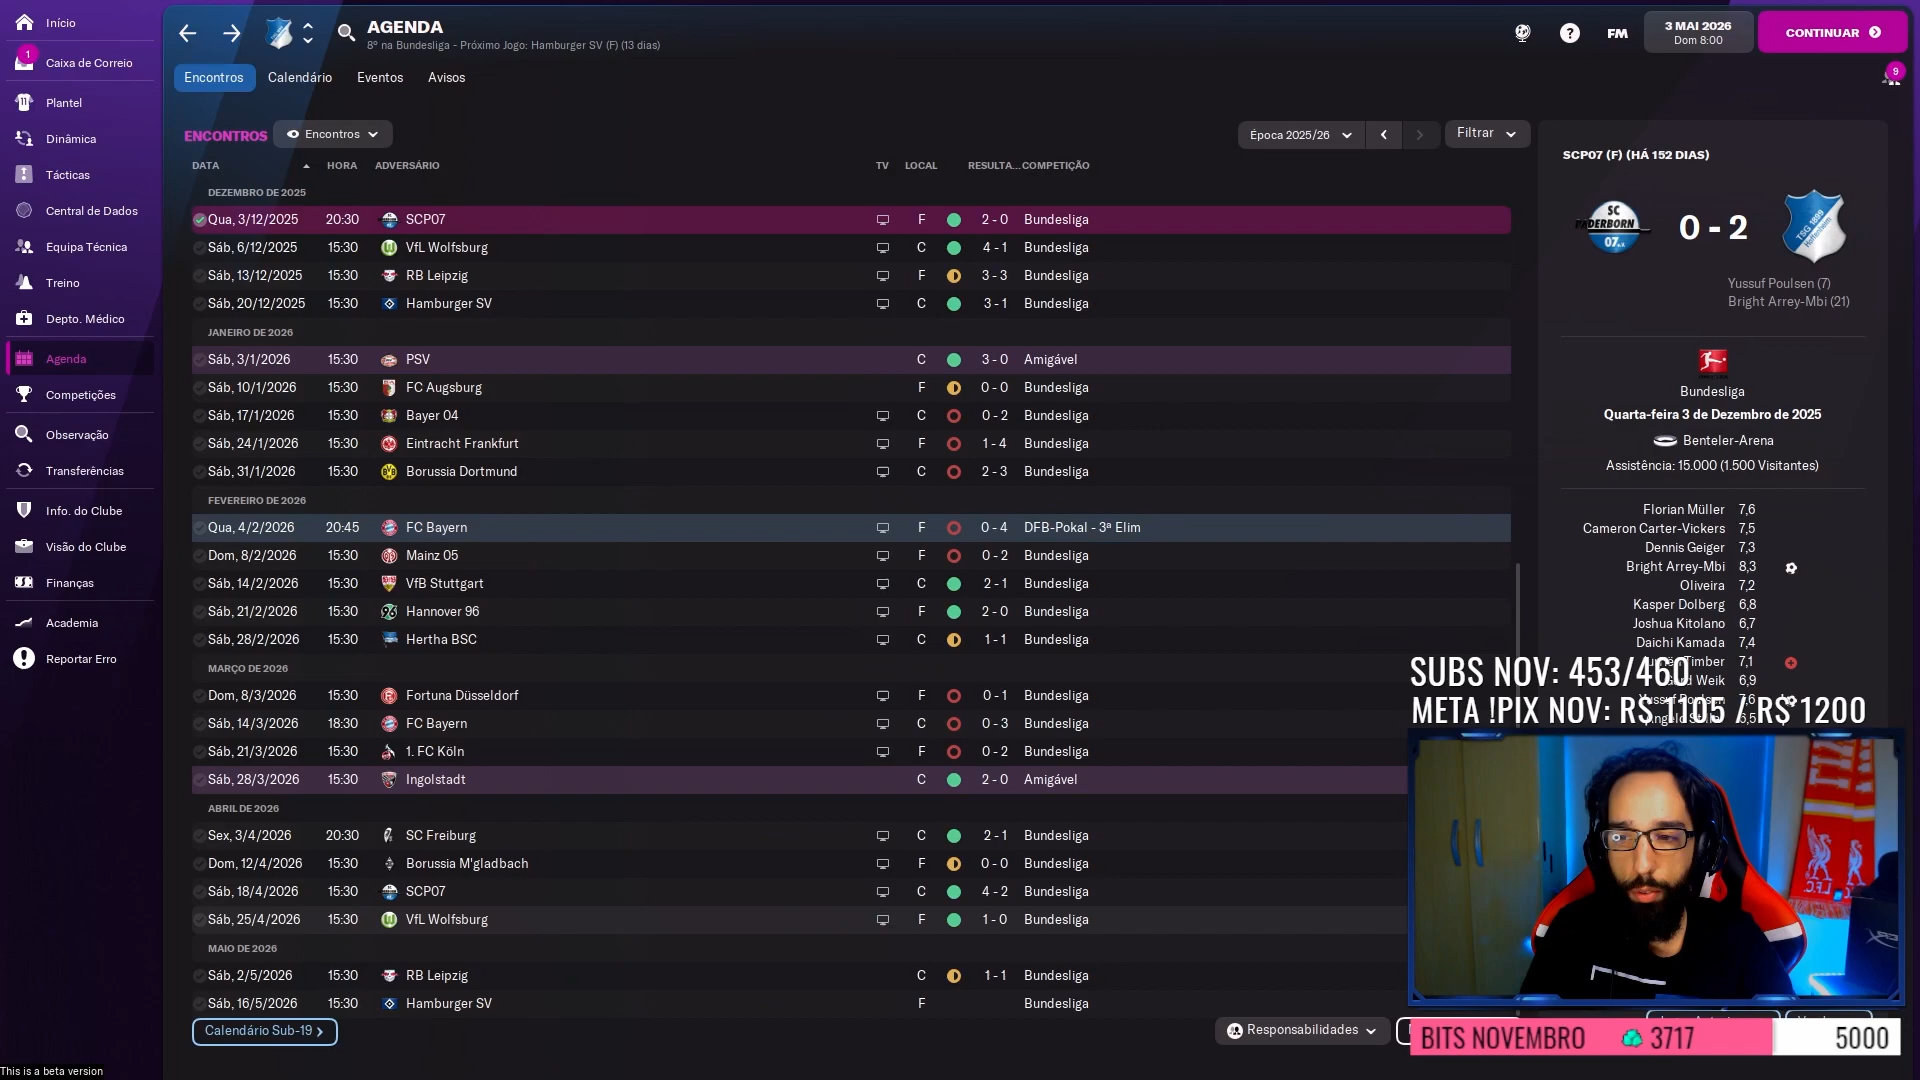 Início
1
Caixa de Correio
Plantel
Dinâmica
Tácticas
Central de Dados
Equipa Técnica
Treino
Depto. Médico
Agenda
Competições
Observação
Transferências
Info. do Clube
Visão do Clube
Finanças
Academia
Reportar Erro
This is a beta version
AGENDA
8º na Bundesliga - Próximo Jogo: Hamburger SV (F) (13 dias)
FM
3 MAI 2026
Dom 8:00
CONTINUAR
9
Encontros Calendário Eventos Avisos
ENCONTROS Encontros
Época 2025/26 Filtrar
DATA HORA ADVERSÁRIO TV LOCAL RESULTA... COMPETIÇÃO
DEZEMBRO DE 2025
Qua, 3/12/2025 20:30 SCP07 F 2 - 0 Bundesliga
Sáb, 6/12/2025 15:30 VfL Wolfsburg C 4 - 1 Bundesliga
Sáb, 13/12/2025 15:30 RB Leipzig F 3 - 3 Bundesliga
Sáb, 20/12/2025 15:30 Hamburger SV C 3 - 1 Bundesliga
JANEIRO DE 2026
Sáb, 3/1/2026 15:30 PSV C 3 - 0 Amigável
Sáb, 10/1/2026 15:30 FC Augsburg F 0 - 0 Bundesliga
Sáb, 17/1/2026 15:30 Bayer 04 C 0 - 2 Bundesliga
Sáb, 24/1/2026 15:30 Eintracht Frankfurt F 1 - 4 Bundesliga
Sáb, 31/1/2026 15:30 Borussia Dortmund C 2 - 3 Bundesliga
FEVEREIRO DE 2026
Qua, 4/2/2026 20:45 FC Bayern F 0 - 4 DFB-Pokal - 3ª Elim
Dom, 8/2/2026 15:30 Mainz 05 F 0 - 2 Bundesliga
Sáb, 14/2/2026 15:30 VfB Stuttgart C 2 - 1 Bundesliga
Sáb, 21/2/2026 15:30 Hannover 96 F 2 - 0 Bundesliga
Sáb, 28/2/2026 15:30 Hertha BSC C 1 - 1 Bundesliga
MARÇO DE 2026
Dom, 8/3/2026 15:30 Fortuna Düsseldorf F 0 - 1 Bundesliga
Sáb, 14/3/2026 18:30 FC Bayern C 0 - 3 Bundesliga
Sáb, 21/3/2026 15:30 1. FC Köln F 0 - 2 Bundesliga
Sáb, 28/3/2026 15:30 Ingolstadt C 2 - 0 Amigável
ABRIL DE 2026
Sex, 3/4/2026 20:30 SC Freiburg C 2 - 1 Bundesliga
Dom, 12/4/2026 15:30 Borussia M'gladbach F 0 - 0 Bundesliga
Sáb, 18/4/2026 15:30 SCP07 C 4 - 2 Bundesliga
Sáb, 25/4/2026 15:30 VfL Wolfsburg F 1 - 0 Bundesliga
MAIO DE 2026
Sáb, 2/5/2026 15:30 RB Leipzig C 1 - 1 Bundesliga
Sáb, 16/5/2026 15:30 Hamburger SV F Bundesliga
Calendário Sub-19
Responsabilidades
SCP07 (F) (HÁ 152 DIAS)
SC
PADERBORN
07
0 - 2
TSG 1899
Hoffenheim
Yussuf Poulsen (7)
Bright Arrey-Mbi (21)
Bundesliga
Quarta-feira 3 de Dezembro de 2025
Benteler-Arena
Assistência: 15.000 (1.500 Visitantes)
Florian Müller 7,6
Cameron Carter-Vickers 7,5
Dennis Geiger 7,3
Bright Arrey-Mbi 8,3
Oliveira 7,2
Kasper Dolberg 6,8
Joshua Kitolano 6,7
Daichi Kamada 7,4
Timber 7,1
Weik 6,9
Yussuf Poulsen 7,6
6,5
SUBS NOV: 453/460
META !PIX NOV: R$ 1105 / R$ 1200
L.F.C.
BITS NOVEMBRO 3717 5000